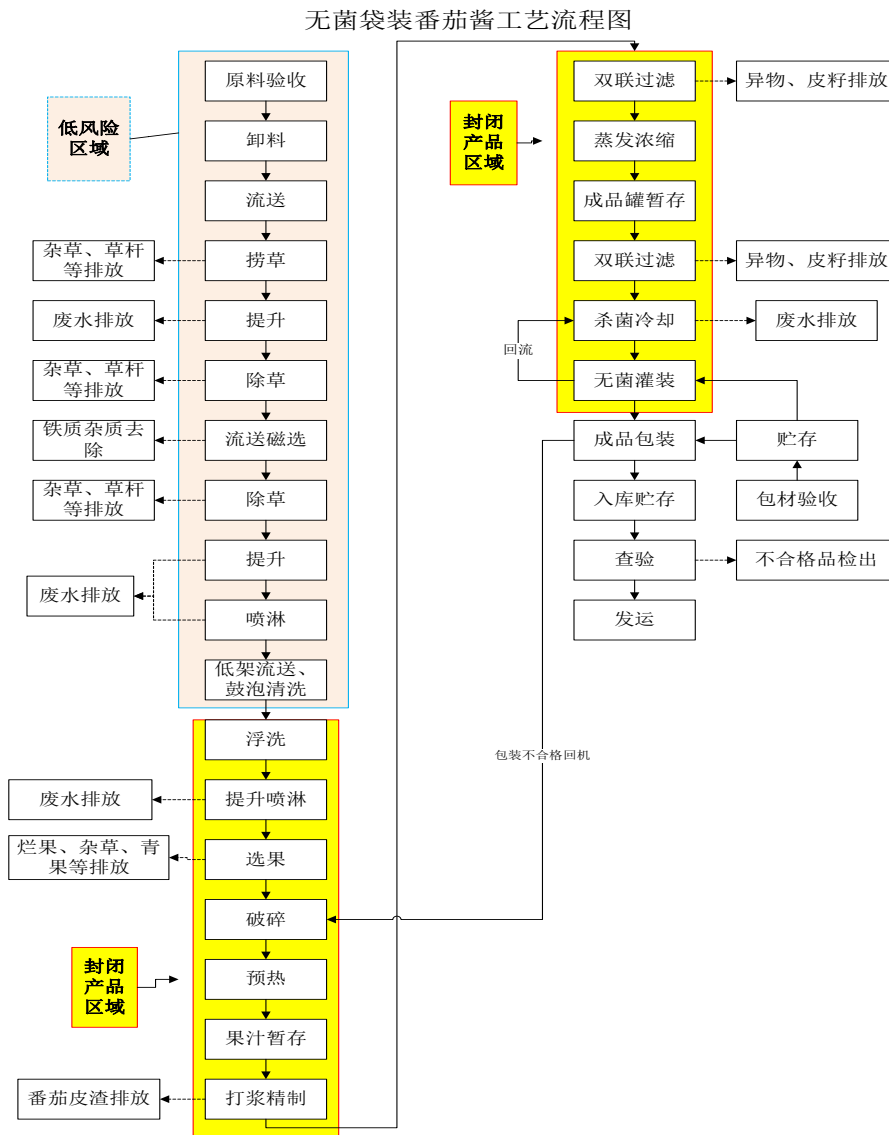 无菌袋装番茄酱工艺流程图
低风险
区域
原料验收
卸料
流送
杂草、草杆
等排放
捞草
废水排放
提升
杂草、草杆
等排放
除草
铁质杂质去
除
流送磁选
杂草、草杆
等排放
除草
提升
废水排放
喷淋
低架流送、
鼓泡清洗
浮洗
废水排放
提升喷淋
烂果、杂草、青
果等排放
选果
破碎
封闭
产品
区域
预热
果汁暂存
番茄皮渣排放
打浆精制
封闭
产品
区域
双联过滤
异物、皮籽排放
蒸发浓缩
成品罐暂存
双联过滤
异物、皮籽排放
杀菌冷却
废水排放
回流
无菌灌装
成品包装
贮存
入库贮存
包材验收
查验
不合格品检出
发运
包装不合格回机